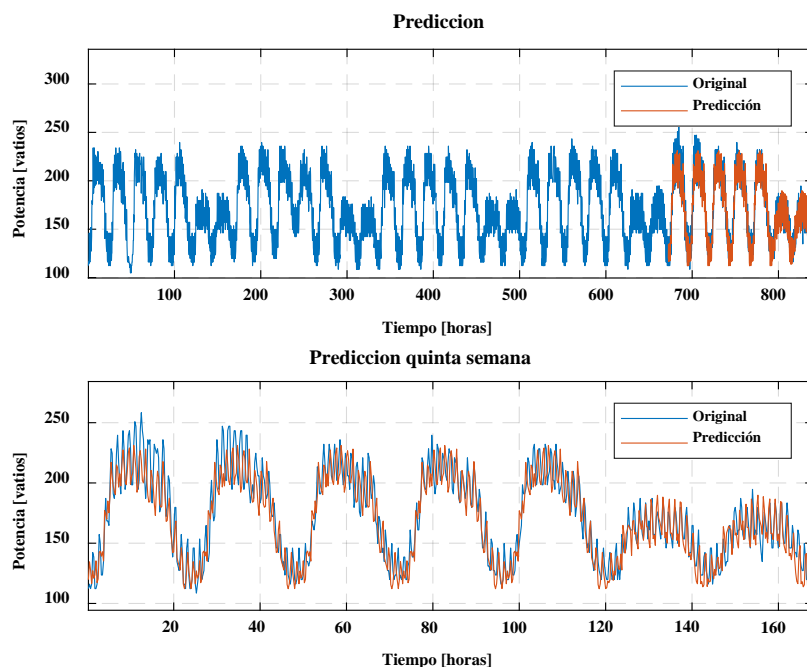 Prediccion
Potencia [vatios]
300
250
200
150
100
Original
Predicción
100 200 300 400 500 600 700 800
Tiempo [horas]
Prediccion quinta semana
Potencia [vatios]
250
200
150
100
Original
Predicción
20 40 60 80 100 120 140 160
Tiempo [horas]